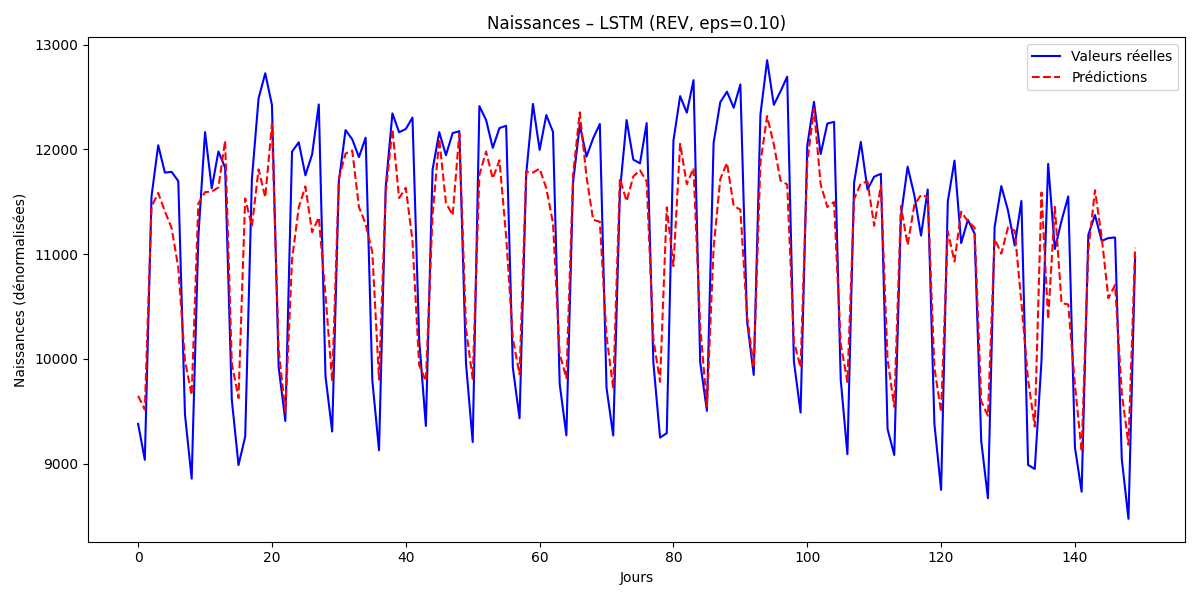 Naissances – LSTM (REV, eps=0.10)
Valeurs réelles
Prédictions
Naissances (dénormalisées)
13000
12000
11000
10000
9000
0 20 40 60 80 100 120 140
Jours